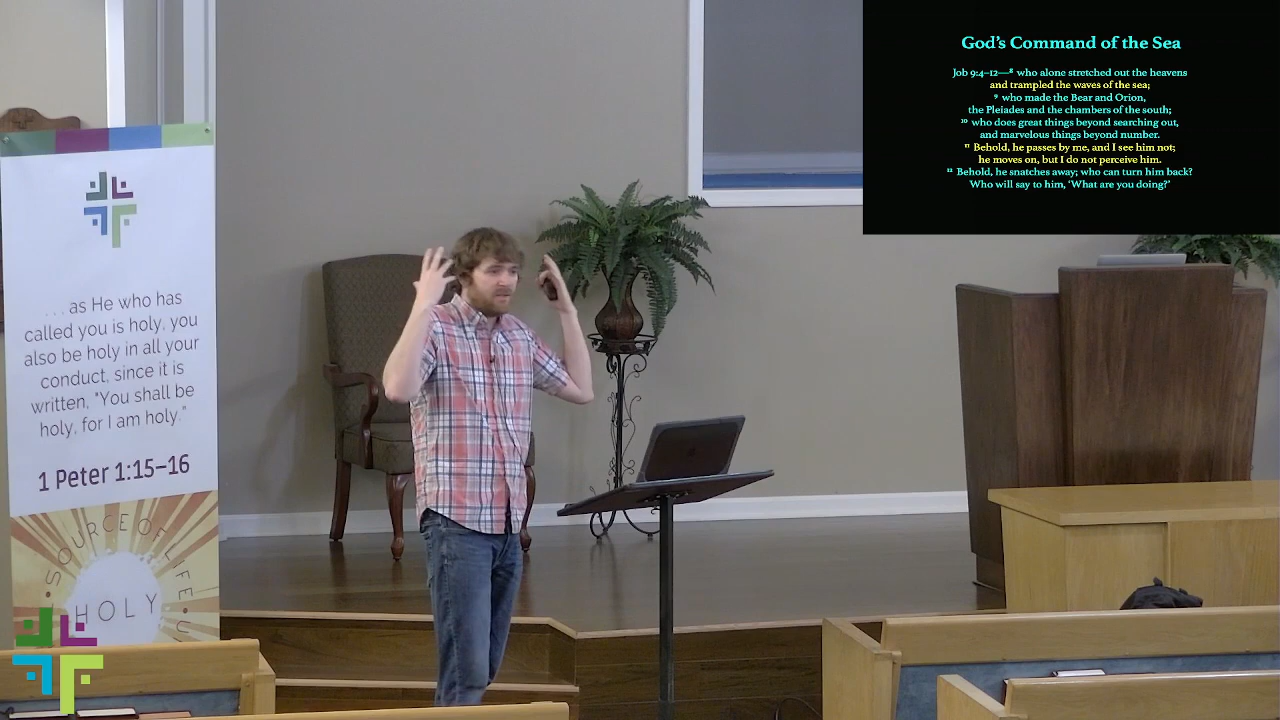 God's Command of the Sea
Job 9:4–12—⁸ who alone stretched out the heavens
and trampled the waves of the sea;
⁹ who made the Bear and Orion,
the Pleiades and the chambers of the south;
¹⁰ who does great things beyond searching out,
and marvelous things beyond number.
¹¹ Behold, he passes by me, and I see him not;
he moves on, but I do not perceive him.
¹² Behold, he snatches away; who can turn him back?
Who will say to him, ‘What are you doing?’
. . . as He who has
called you is holy, you
also be holy in all your
conduct, since it is
written, "You shall be
holy, for I am holy."
1 Peter 1:15–16
• SOURCE OF LIFE • U
HOLY